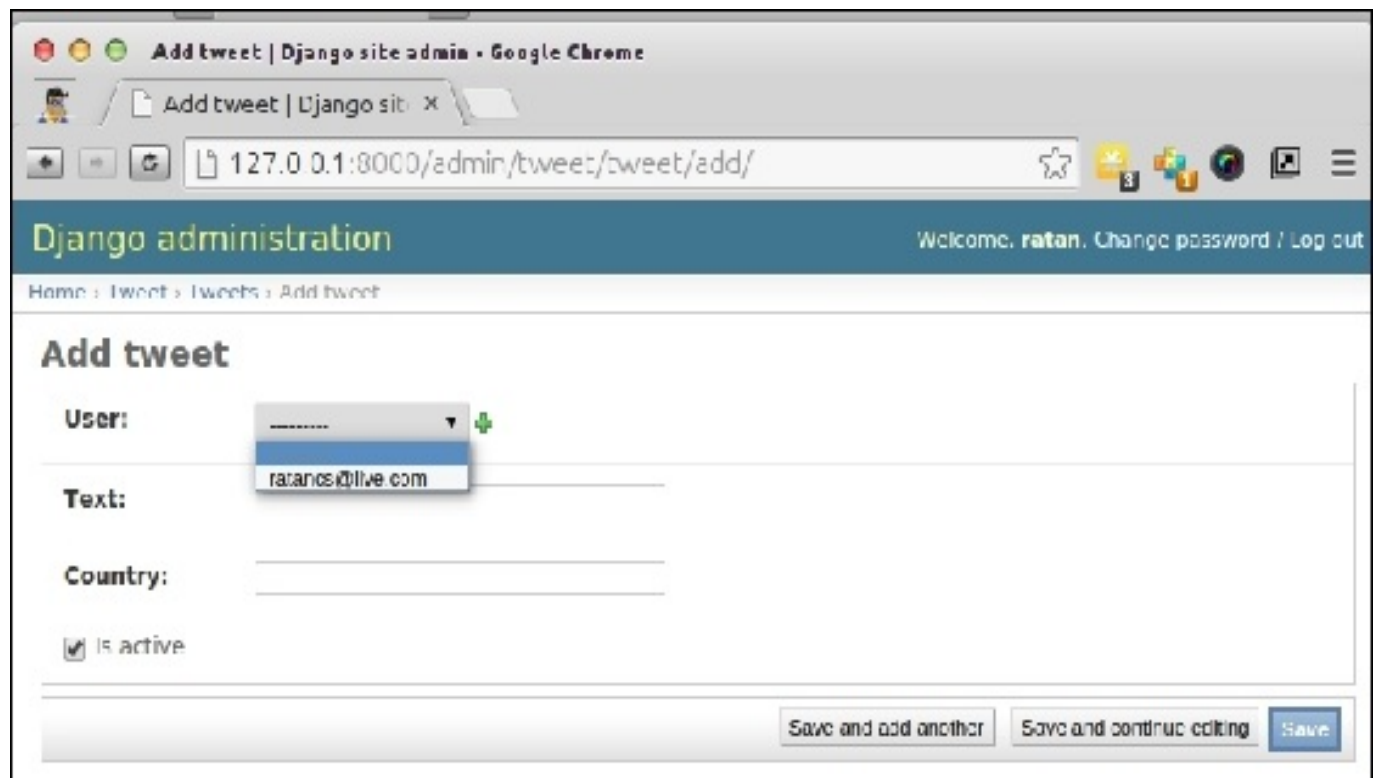 Add tweet | Django site admin - Google Chrome
Add tweet | Django sit
127.0.0.1:8000/admin/tweet/tweet/add/
3
1
Django administration
Welcome, ratan. Change password / Log out
Home › Tweet › Tweets › Add tweet
Add tweet
User:
---------
ratancs@live.com
Text:
Country:
Is active
Save and add another
Save and continue editing
Save